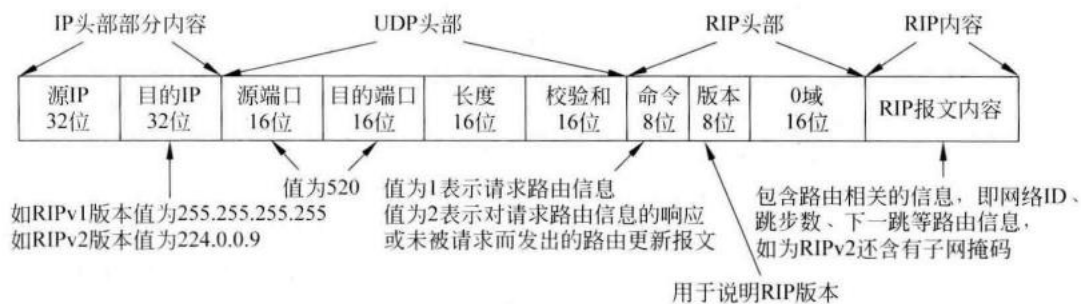 IP头部部分内容 UDP头部 RIP头部 RIP内容
源IP 目的IP 源端口 目的端口 长度 校验和 命令 版本 0域 RIP报文内容
32位 32位 16位 16位 16位 16位 8位 8位 16位
值为520
如RIPv1版本值为255.255.255.255
如RIPv2版本值为224.0.0.9
值为1表示请求路由信息
值为2表示对请求路由信息的响应
或未被请求而发出的路由更新报文
包含路由相关的信息，即网络ID、
跳步数、下一跳等路由信息，
如为RIPv2还含有子网掩码
用于说明RIP版本